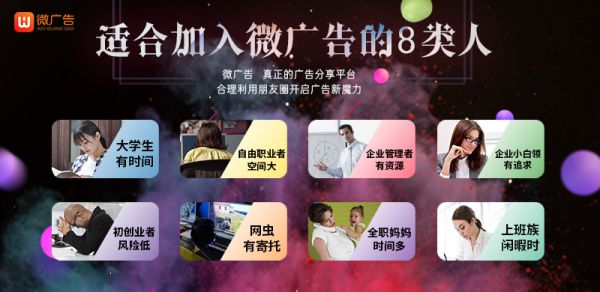 微广告
WEI GUANG GAO
适合加入微广告的8类人
微广告 真正的广告分享平台
合理利用朋友圈开启广告新魔力
大学生
有时间
自由职业者
空间大
企业管理者
有资源
企业小白领
有追求
初创业者
风险低
网虫
有寄托
全职妈妈
时间多
上班族
闲暇时